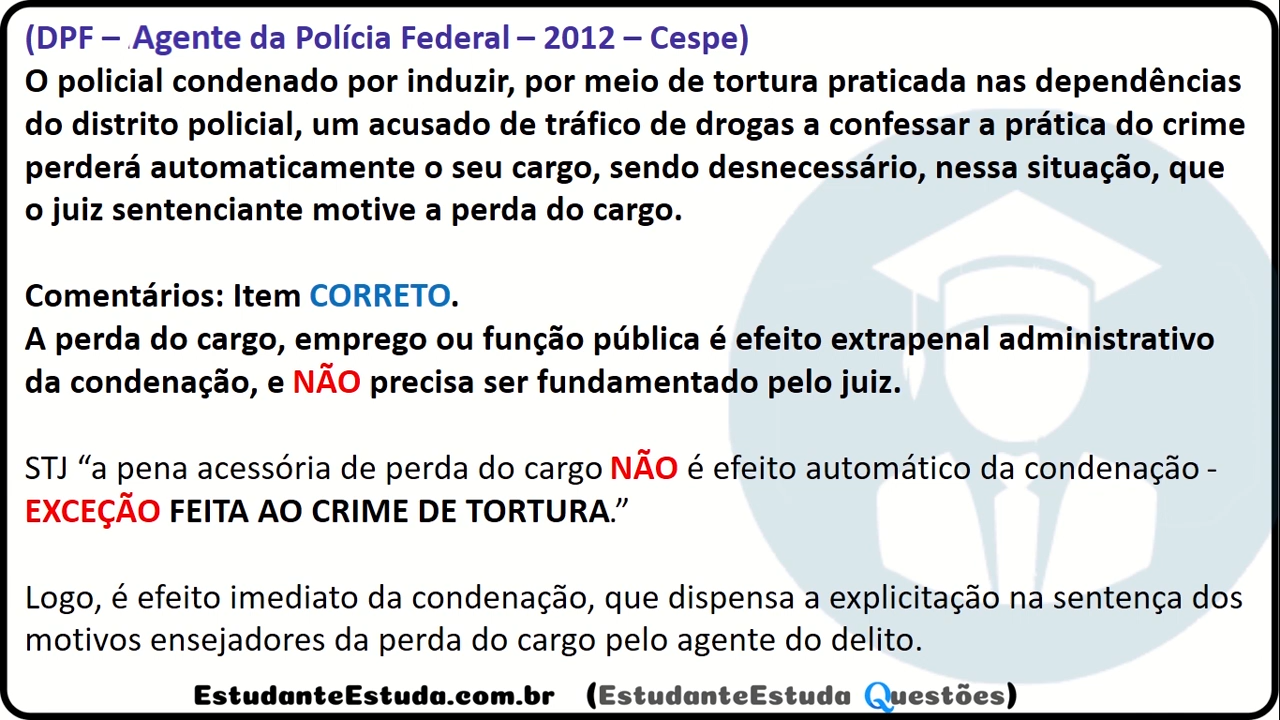 (DPF – Agente da Polícia Federal – 2012 – Cespe)
O policial condenado por induzir, por meio de tortura praticada nas dependências
do distrito policial, um acusado de tráfico de drogas a confessar a prática do crime
perderá automaticamente o seu cargo, sendo desnecessário, nessa situação, que
o juiz sentenciante motive a perda do cargo.
Comentários: Item CORRETO.
A perda do cargo, emprego ou função pública é efeito extrapenal administrativo
da condenação, e NÃO precisa ser fundamentado pelo juiz.
STJ “a pena acessória de perda do cargo NÃO é efeito automático da condenação -
EXCEÇÃO FEITA AO CRIME DE TORTURA.”
Logo, é efeito imediato da condenação, que dispensa a explicitação na sentença dos
motivos ensejadores da perda do cargo pelo agente do delito.
EstudanteEstuda.com.br (EstudanteEstuda Questões)